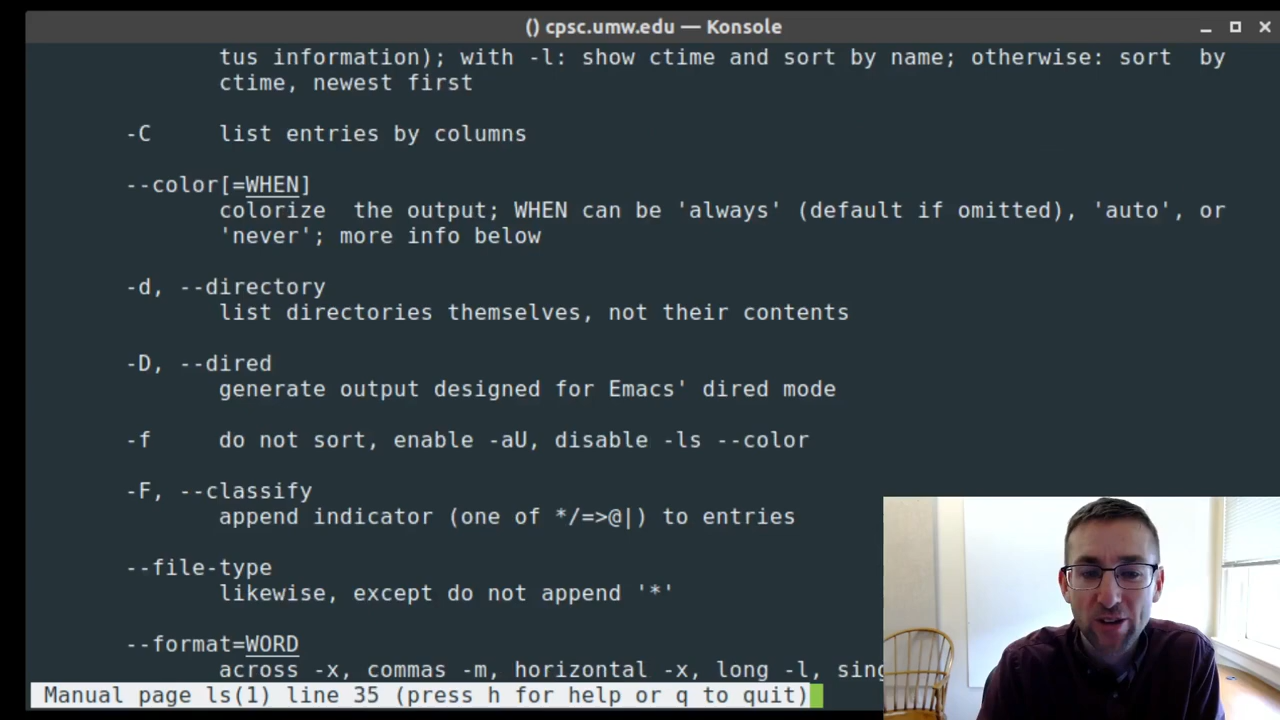 () cpsc.umw.edu — Konsole
tus information); with -l: show ctime and sort by name; otherwise: sort  by
ctime, newest first
-C     list entries by columns
--color[=WHEN]
colorize  the output; WHEN can be 'always' (default if omitted), 'auto', or
'never'; more info below
-d, --directory
list directories themselves, not their contents
-D, --dired
generate output designed for Emacs' dired mode
-f     do not sort, enable -aU, disable -ls --color
-F, --classify
append indicator (one of */=>@|) to entries
--file-type
likewise, except do not append '*'
--format=WORD
across -x, commas -m, horizontal -x, long -l, sing
Manual page ls(1) line 35 (press h for help or q to quit)